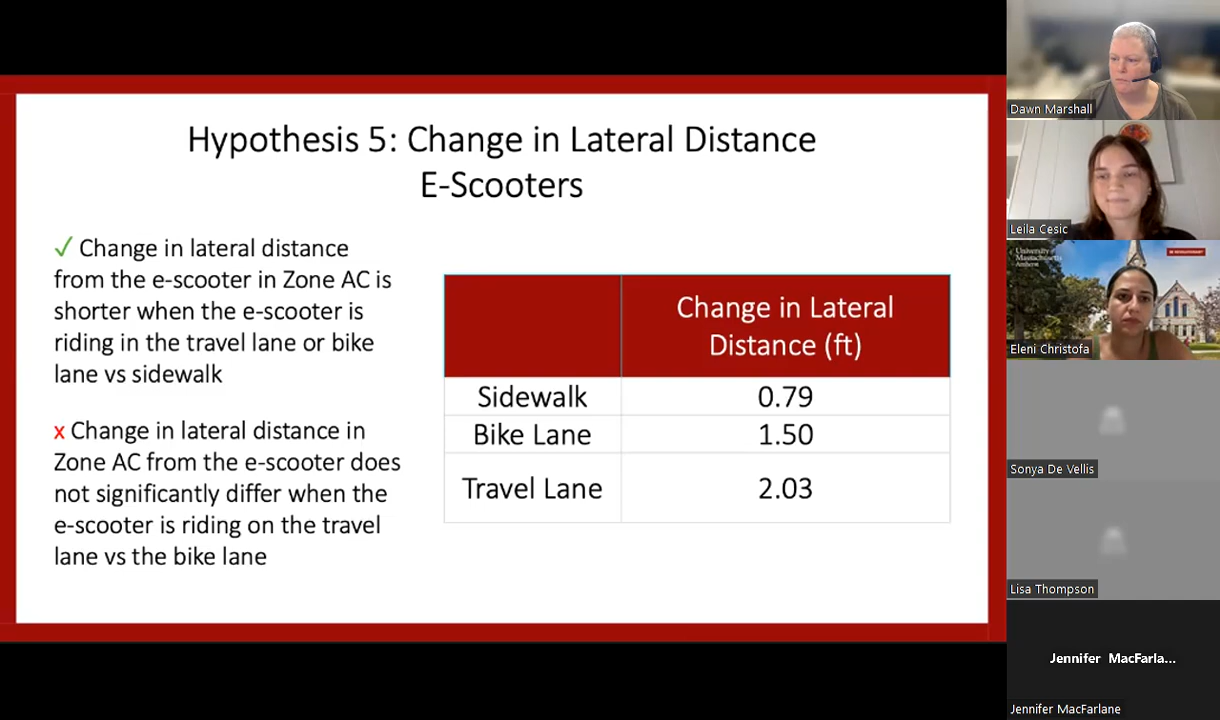 Hypothesis 5: Change in Lateral Distance
E-Scooters
✓ Change in lateral distance
from the e-scooter in Zone AC is
shorter when the e-scooter is
riding in the travel lane or bike
lane vs sidewalk
x Change in lateral distance in
Zone AC from the e-scooter does
not significantly differ when the
e-scooter is riding on the travel
lane vs the bike lane
Change in Lateral
Distance (ft)
Sidewalk 0.79
Bike Lane 1.50
Travel Lane 2.03
Dawn Marshall
Leila Cesic
University of
Massachusetts
Amherst
Eleni Christofa
Sonya De Vellis
Lisa Thompson
Jennifer MacFarla...
Jennifer MacFarlane